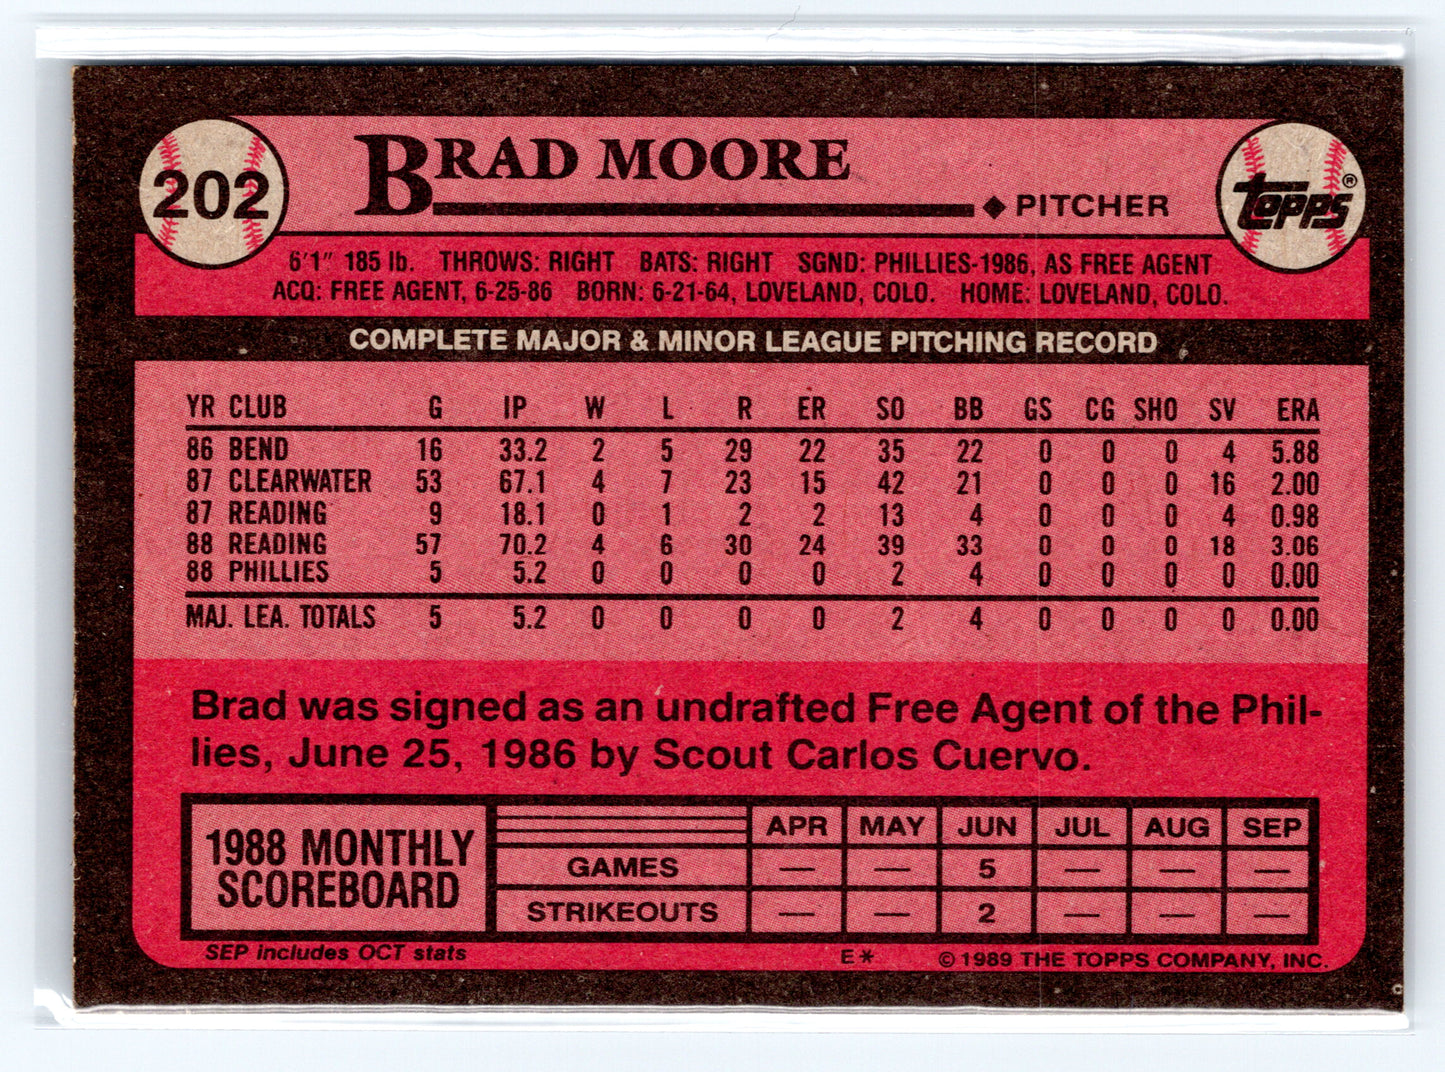 202
BRAD MOORE
◆ PITCHER
TOPPS®
6'1" 185 lb. THROWS: RIGHT BATS: RIGHT SGND: PHILLIES-1986, AS FREE AGENT
ACQ: FREE AGENT, 6-25-86 BORN: 6-21-64, LOVELAND, COLO. HOME: LOVELAND, COLO.
COMPLETE MAJOR & MINOR LEAGUE PITCHING RECORD
YR CLUB G IP W L R ER SO BB GS CG SHO SV ERA
86 BEND 16 33.2 2 5 29 22 35 22 0 0 0 4 5.88
87 CLEARWATER 53 67.1 4 7 23 15 42 21 0 0 0 16 2.00
87 READING 9 18.1 0 1 2 2 13 4 0 0 0 4 0.98
88 READING 57 70.2 4 6 30 24 39 33 0 0 0 18 3.06
88 PHILLIES 5 5.2 0 0 0 0 2 4 0 0 0 0 0.00
MAJ. LEA. TOTALS 5 5.2 0 0 0 0 2 4 0 0 0 0 0.00
Brad was signed as an undrafted Free Agent of the Phil-
lies, June 25, 1986 by Scout Carlos Cuervo.
1988 MONTHLY
SCOREBOARD
APR MAY JUN JUL AUG SEP
GAMES — — 5 — — —
STRIKEOUTS — — 2 — — —
SEP includes OCT stats
E* © 1989 THE TOPPS COMPANY, INC.